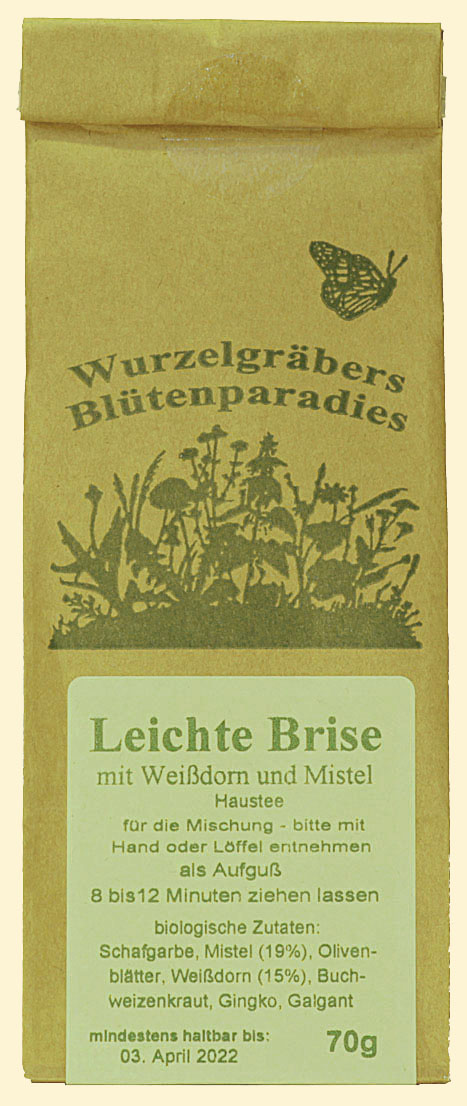 Wurzelgräbers
Blütenparadies
Leichte Brise
mit Weißdorn und Mistel
Haustee
für die Mischung - bitte mit
Hand oder Löffel entnehmen
als Aufguß
8 bis12 Minuten ziehen lassen
biologische Zutaten:
Schafgarbe, Mistel (19%), Oliven-
blätter, Weißdorn (15%), Buch-
weizenkraut, Gingko, Galgant
mindestens haltbar bis:
03. April 2022
70g